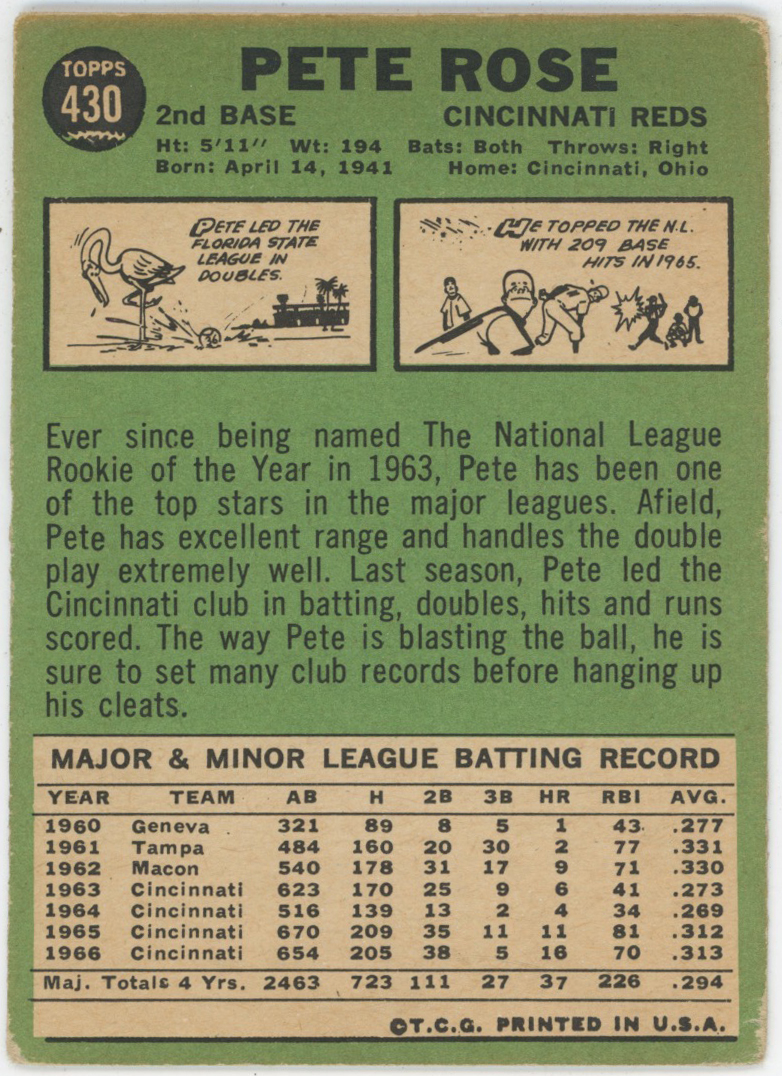 TOPPS
430
PETE ROSE
2nd BASE CINCINNATI REDS
Ht: 5'11" Wt: 194 Bats: Both Throws: Right
Born: April 14, 1941 Home: Cincinnati, Ohio
PETE LED THE
FLORIDA STATE
LEAGUE IN
DOUBLES.
HE TOPPED THE N.L.
WITH 209 BASE
HITS IN 1965.
Ever since being named The National League
Rookie of the Year in 1963, Pete has been one
of the top stars in the major leagues. Afield,
Pete has excellent range and handles the double
play extremely well. Last season, Pete led the
Cincinnati club in batting, doubles, hits and runs
scored. The way Pete is blasting the ball, he is
sure to set many club records before hanging up
his cleats.
MAJOR & MINOR LEAGUE BATTING RECORD
YEAR TEAM AB H 2B 3B HR RBI AVG.
1960 Geneva 321 89 8 5 1 43 .277
1961 Tampa 484 160 20 30 2 77 .331
1962 Macon 540 178 31 17 9 71 .330
1963 Cincinnati 623 170 25 9 6 41 .273
1964 Cincinnati 516 139 13 2 4 34 .269
1965 Cincinnati 670 209 35 11 11 81 .312
1966 Cincinnati 654 205 38 5 16 70 .313
Maj. Totals 4 Yrs. 2463 723 111 27 37 226 .294
©T.C.G. PRINTED IN U.S.A.